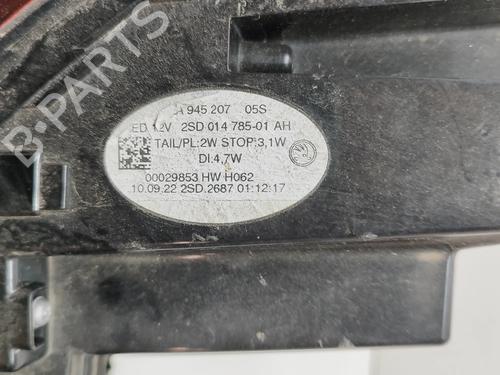 A 945 207 05S
ED 12V 2SD 014 785-01 AH
TAIL/PL:2W STOP:3,1W
DI:4,7W
00029853 HW H062
10.09.22 2SD.2687 01:12:17
B-PARTS